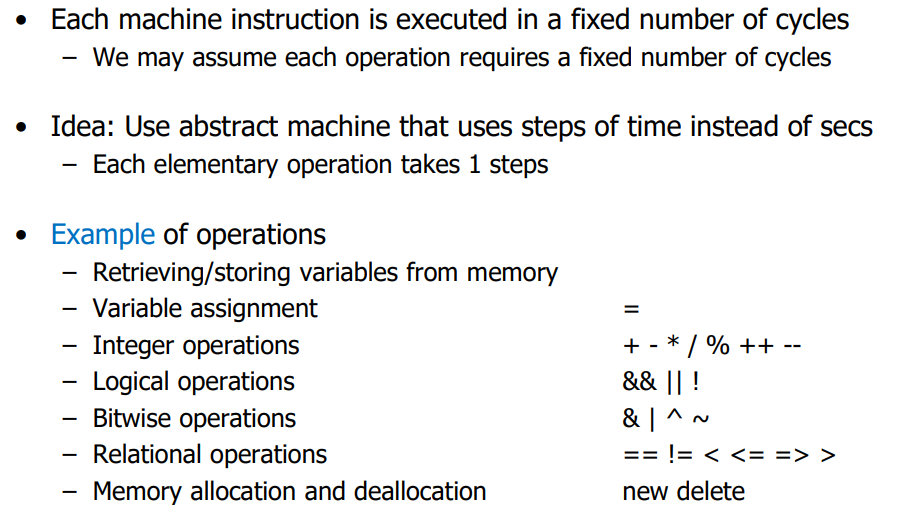 • Each machine instruction is executed in a fixed number of cycles
– We may assume each operation requires a fixed number of cycles
• Idea: Use abstract machine that uses steps of time instead of secs
– Each elementary operation takes 1 steps
• Example of operations
– Retrieving/storing variables from memory
– Variable assignment =
– Integer operations + - * / % ++ --
– Logical operations && || !
– Bitwise operations & | ^ ~
– Relational operations == != < <= => >
– Memory allocation and deallocation new delete